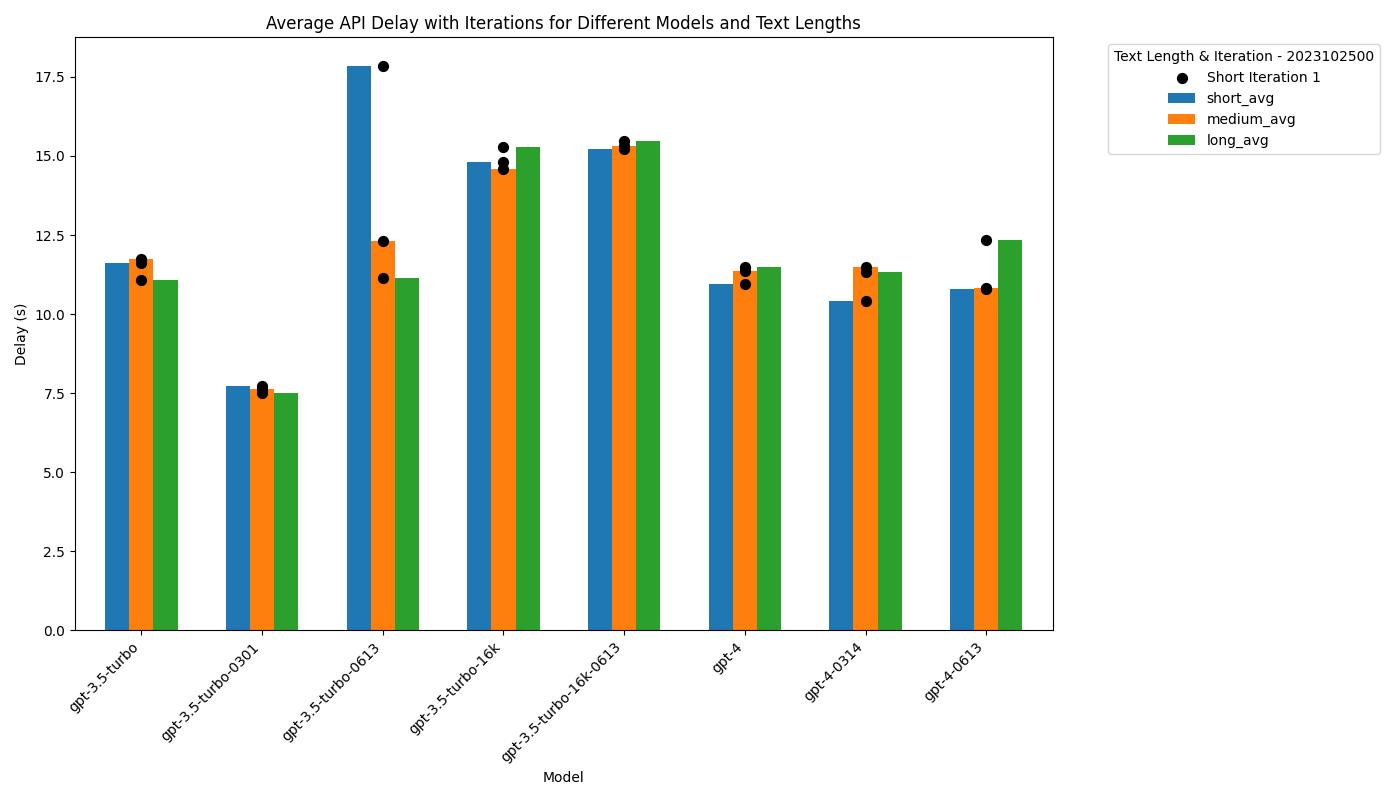 Average API Delay with Iterations for Different Models and Text Lengths
Text Length & Iteration - 2023102500
Short Iteration 1
short_avg
medium_avg
long_avg
Delay (s)
17.5
15.0
12.5
10.0
7.5
5.0
2.5
0.0
gpt-3.5-turbo
gpt-3.5-turbo-0301
gpt-3.5-turbo-0613
gpt-3.5-turbo-16k
gpt-3.5-turbo-16k-0613
gpt-4
gpt-4-0314
gpt-4-0613
Model